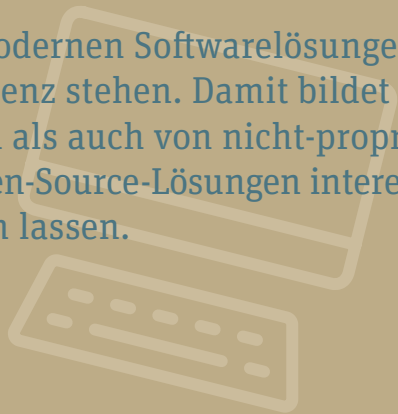 odernen Softwarelösunge
enz stehen. Damit bildet
als auch von nicht-propr
en-Source-Lösungen intere
n lassen.